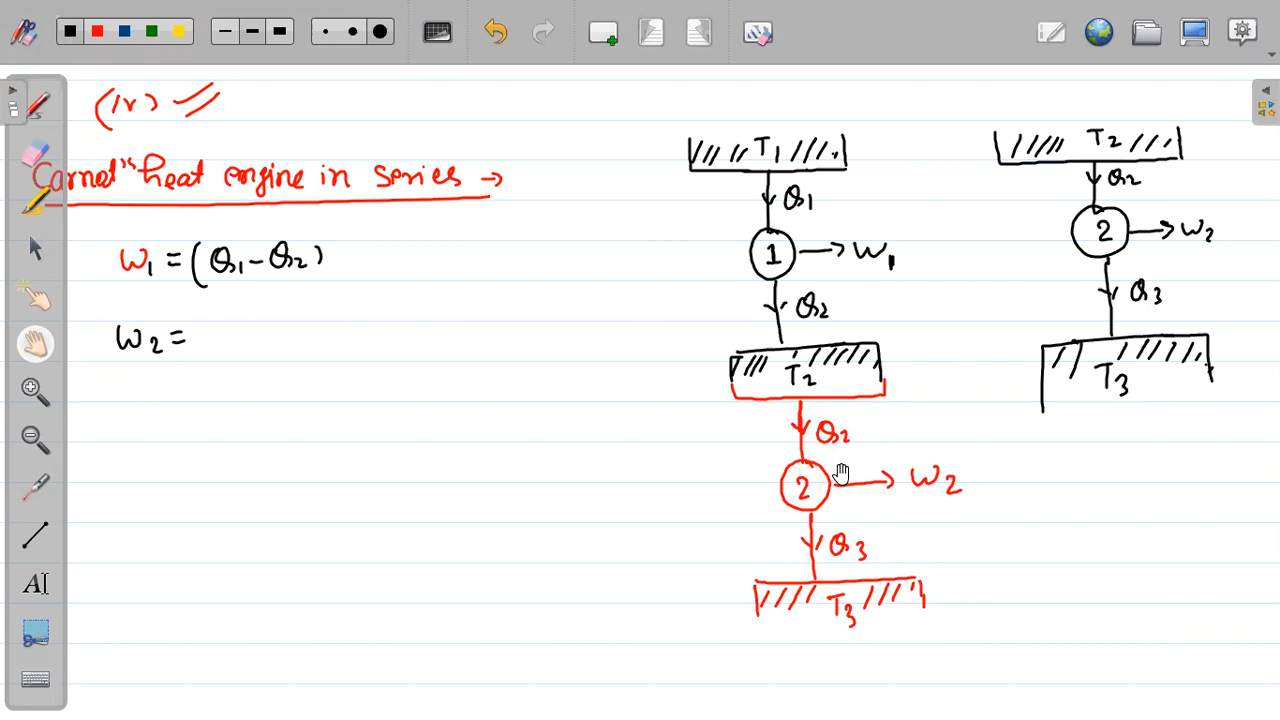 (iv)
Carnot heat engine in series →
W1 = (Q1 - Q2)
W2 =
T1
Q1
1 → W1
Q2
T2
Q2
2 → W2
Q3
T3
T2
Q2
2 → W2
Q3
T3